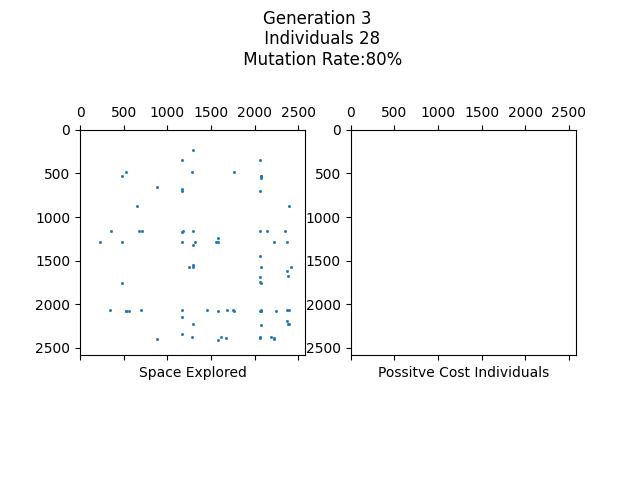 Generation 3
Individuals 28
Mutation Rate:80%
0 500 1000 1500 2000 2500
0 500 1000 1500 2000 2500
0
500
1000
1500
2000
2500
0
500
1000
1500
2000
2500
Space Explored
Possitve Cost Individuals